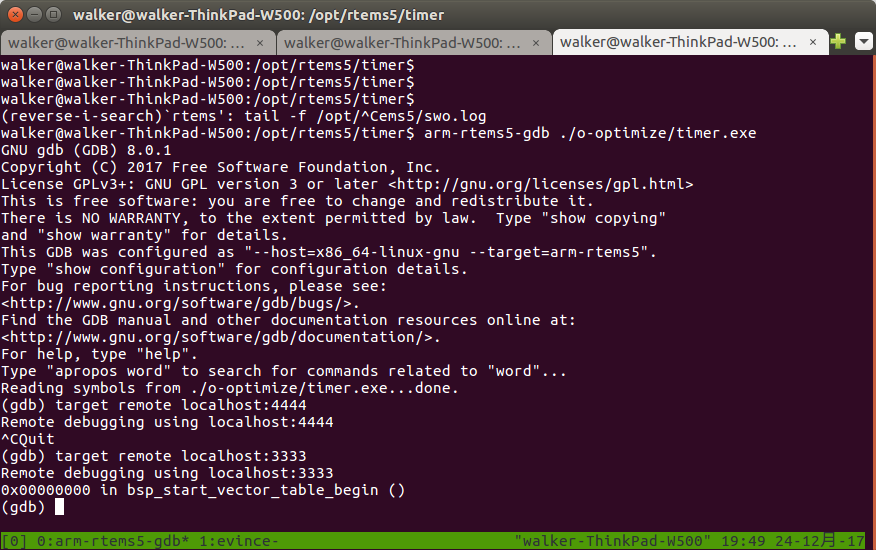 walker@walker-ThinkPad-W500: /opt/rtems5/timer
walker@walker-ThinkPad-W500: ... × walker@walker-ThinkPad-W500: ... × walker@walker-ThinkPad-W500: ... ×
walker@walker-ThinkPad-W500:/opt/rtems5/timer$
walker@walker-ThinkPad-W500:/opt/rtems5/timer$
walker@walker-ThinkPad-W500:/opt/rtems5/timer$
(reverse-i-search)`rtems': tail -f /opt/^Cems5/swo.log
walker@walker-ThinkPad-W500:/opt/rtems5/timer$ arm-rtems5-gdb ./o-optimize/timer.exe
GNU gdb (GDB) 8.0.1
Copyright (C) 2017 Free Software Foundation, Inc.
License GPLv3+: GNU GPL version 3 or later <http://gnu.org/licenses/gpl.html>
This is free software: you are free to change and redistribute it.
There is NO WARRANTY, to the extent permitted by law.  Type "show copying"
and "show warranty" for details.
This GDB was configured as "--host=x86_64-linux-gnu --target=arm-rtems5".
Type "show configuration" for configuration details.
For bug reporting instructions, please see:
<http://www.gnu.org/software/gdb/bugs/>.
Find the GDB manual and other documentation resources online at:
<http://www.gnu.org/software/gdb/documentation/>.
For help, type "help".
Type "apropos word" to search for commands related to "word"...
Reading symbols from ./o-optimize/timer.exe...done.
(gdb) target remote localhost:4444
Remote debugging using localhost:4444
^CQuit
(gdb) target remote localhost:3333
Remote debugging using localhost:3333
0x00000000 in bsp_start_vector_table_begin ()
(gdb)
[0] 0:arm-rtems5-gdb* 1:evince- "walker-ThinkPad-W500" 19:49 24-12月-17